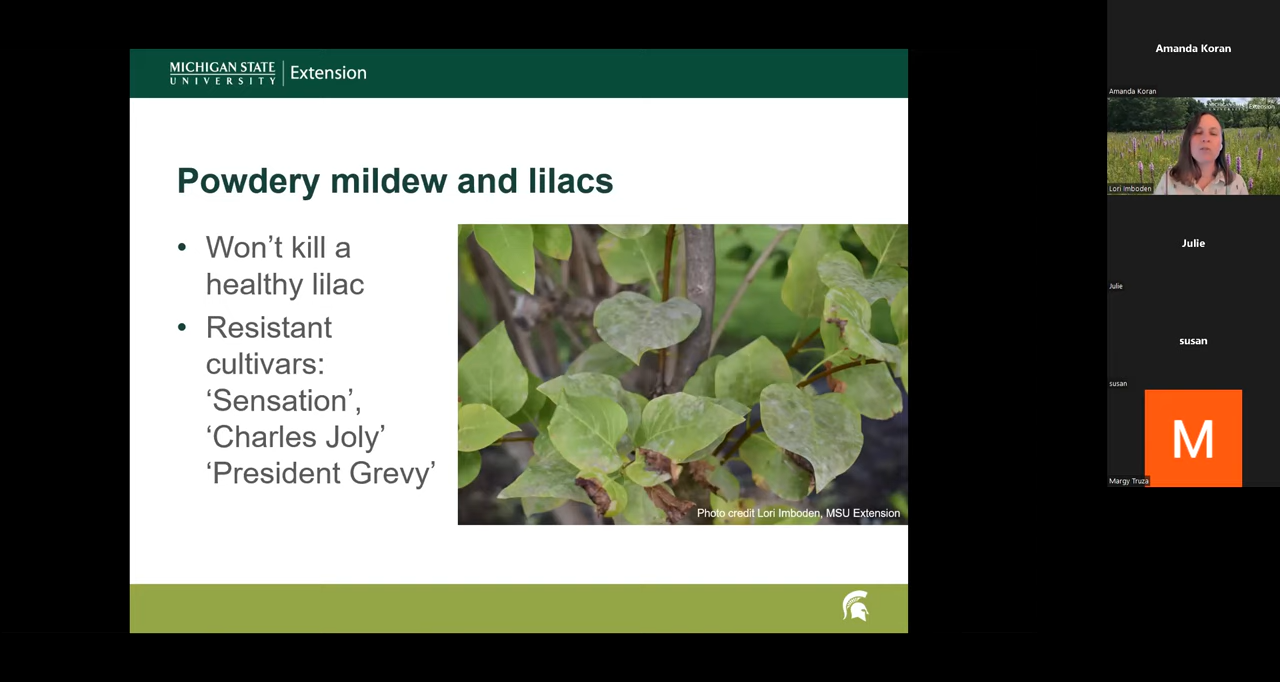 MICHIGAN STATE
UNIVERSITY
Extension
Powdery mildew and lilacs
• Won’t kill a
healthy lilac
• Resistant
cultivars:
‘Sensation’,
‘Charles Joly’
‘President Grevy’
Photo credit Lori Imboden, MSU Extension
Amanda Koran
Amanda Koran
Extension
Lori Imboden
Julie
Julie
susan
susan
M
Margy Truza